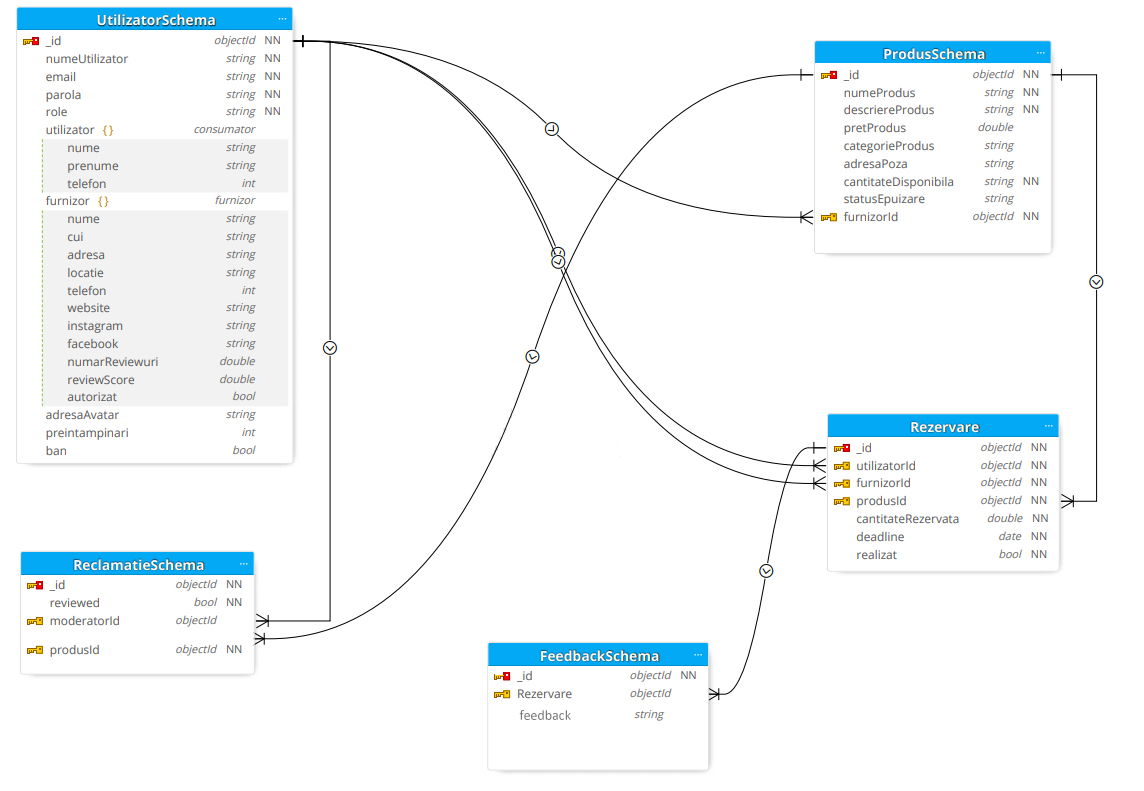 UtilizatorSchema ...
_id objectId NN
numeUtilizator string NN
email string NN
parola string NN
role string NN
utilizator { } consumator
nume string
prenume string
telefon int
furnizor { } furnizor
nume string
cui string
adresa string
locatie string
telefon int
website string
instagram string
facebook string
numarReviewuri double
reviewScore double
autorizat bool
adresaAvatar string
preintampinari int
ban bool
ProdusSchema ...
_id objectId NN
numeProdus string NN
descriereProdus string NN
pretProdus double
categorieProdus string
adresaPoza string
cantitateDisponibila string NN
statusEpuizare string
furnizorId objectId NN
Rezervare ...
_id objectId NN
utilizatorId objectId NN
furnizorId objectId NN
produsId objectId NN
cantitateRezervata double NN
deadline date NN
realizat bool NN
ReclamatieSchema ...
_id objectId NN
reviewed bool NN
moderatorId objectId
produsId objectId NN
FeedbackSchema ...
_id objectId NN
Rezervare objectId
feedback string